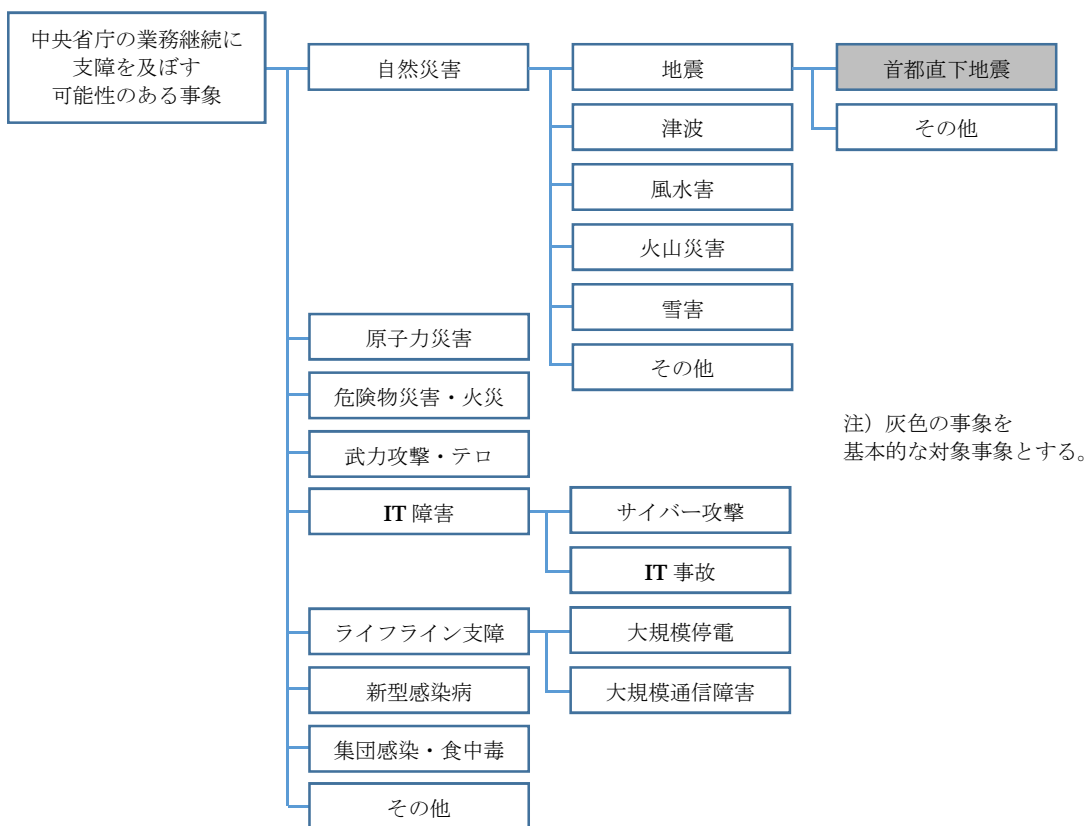 中央省庁の業務継続に
支障を及ぼす
可能性のある事象
自然災害
地震
首都直下地震
その他
津波
風水害
火山災害
雪害
その他
原子力災害
危険物災害・火災
武力攻撃・テロ
IT 障害
サイバー攻撃
IT 事故
ライフライン支障
大規模停電
大規模通信障害
新型感染病
集団感染・食中毒
その他
注）灰色の事象を
基本的な対象事象とする。